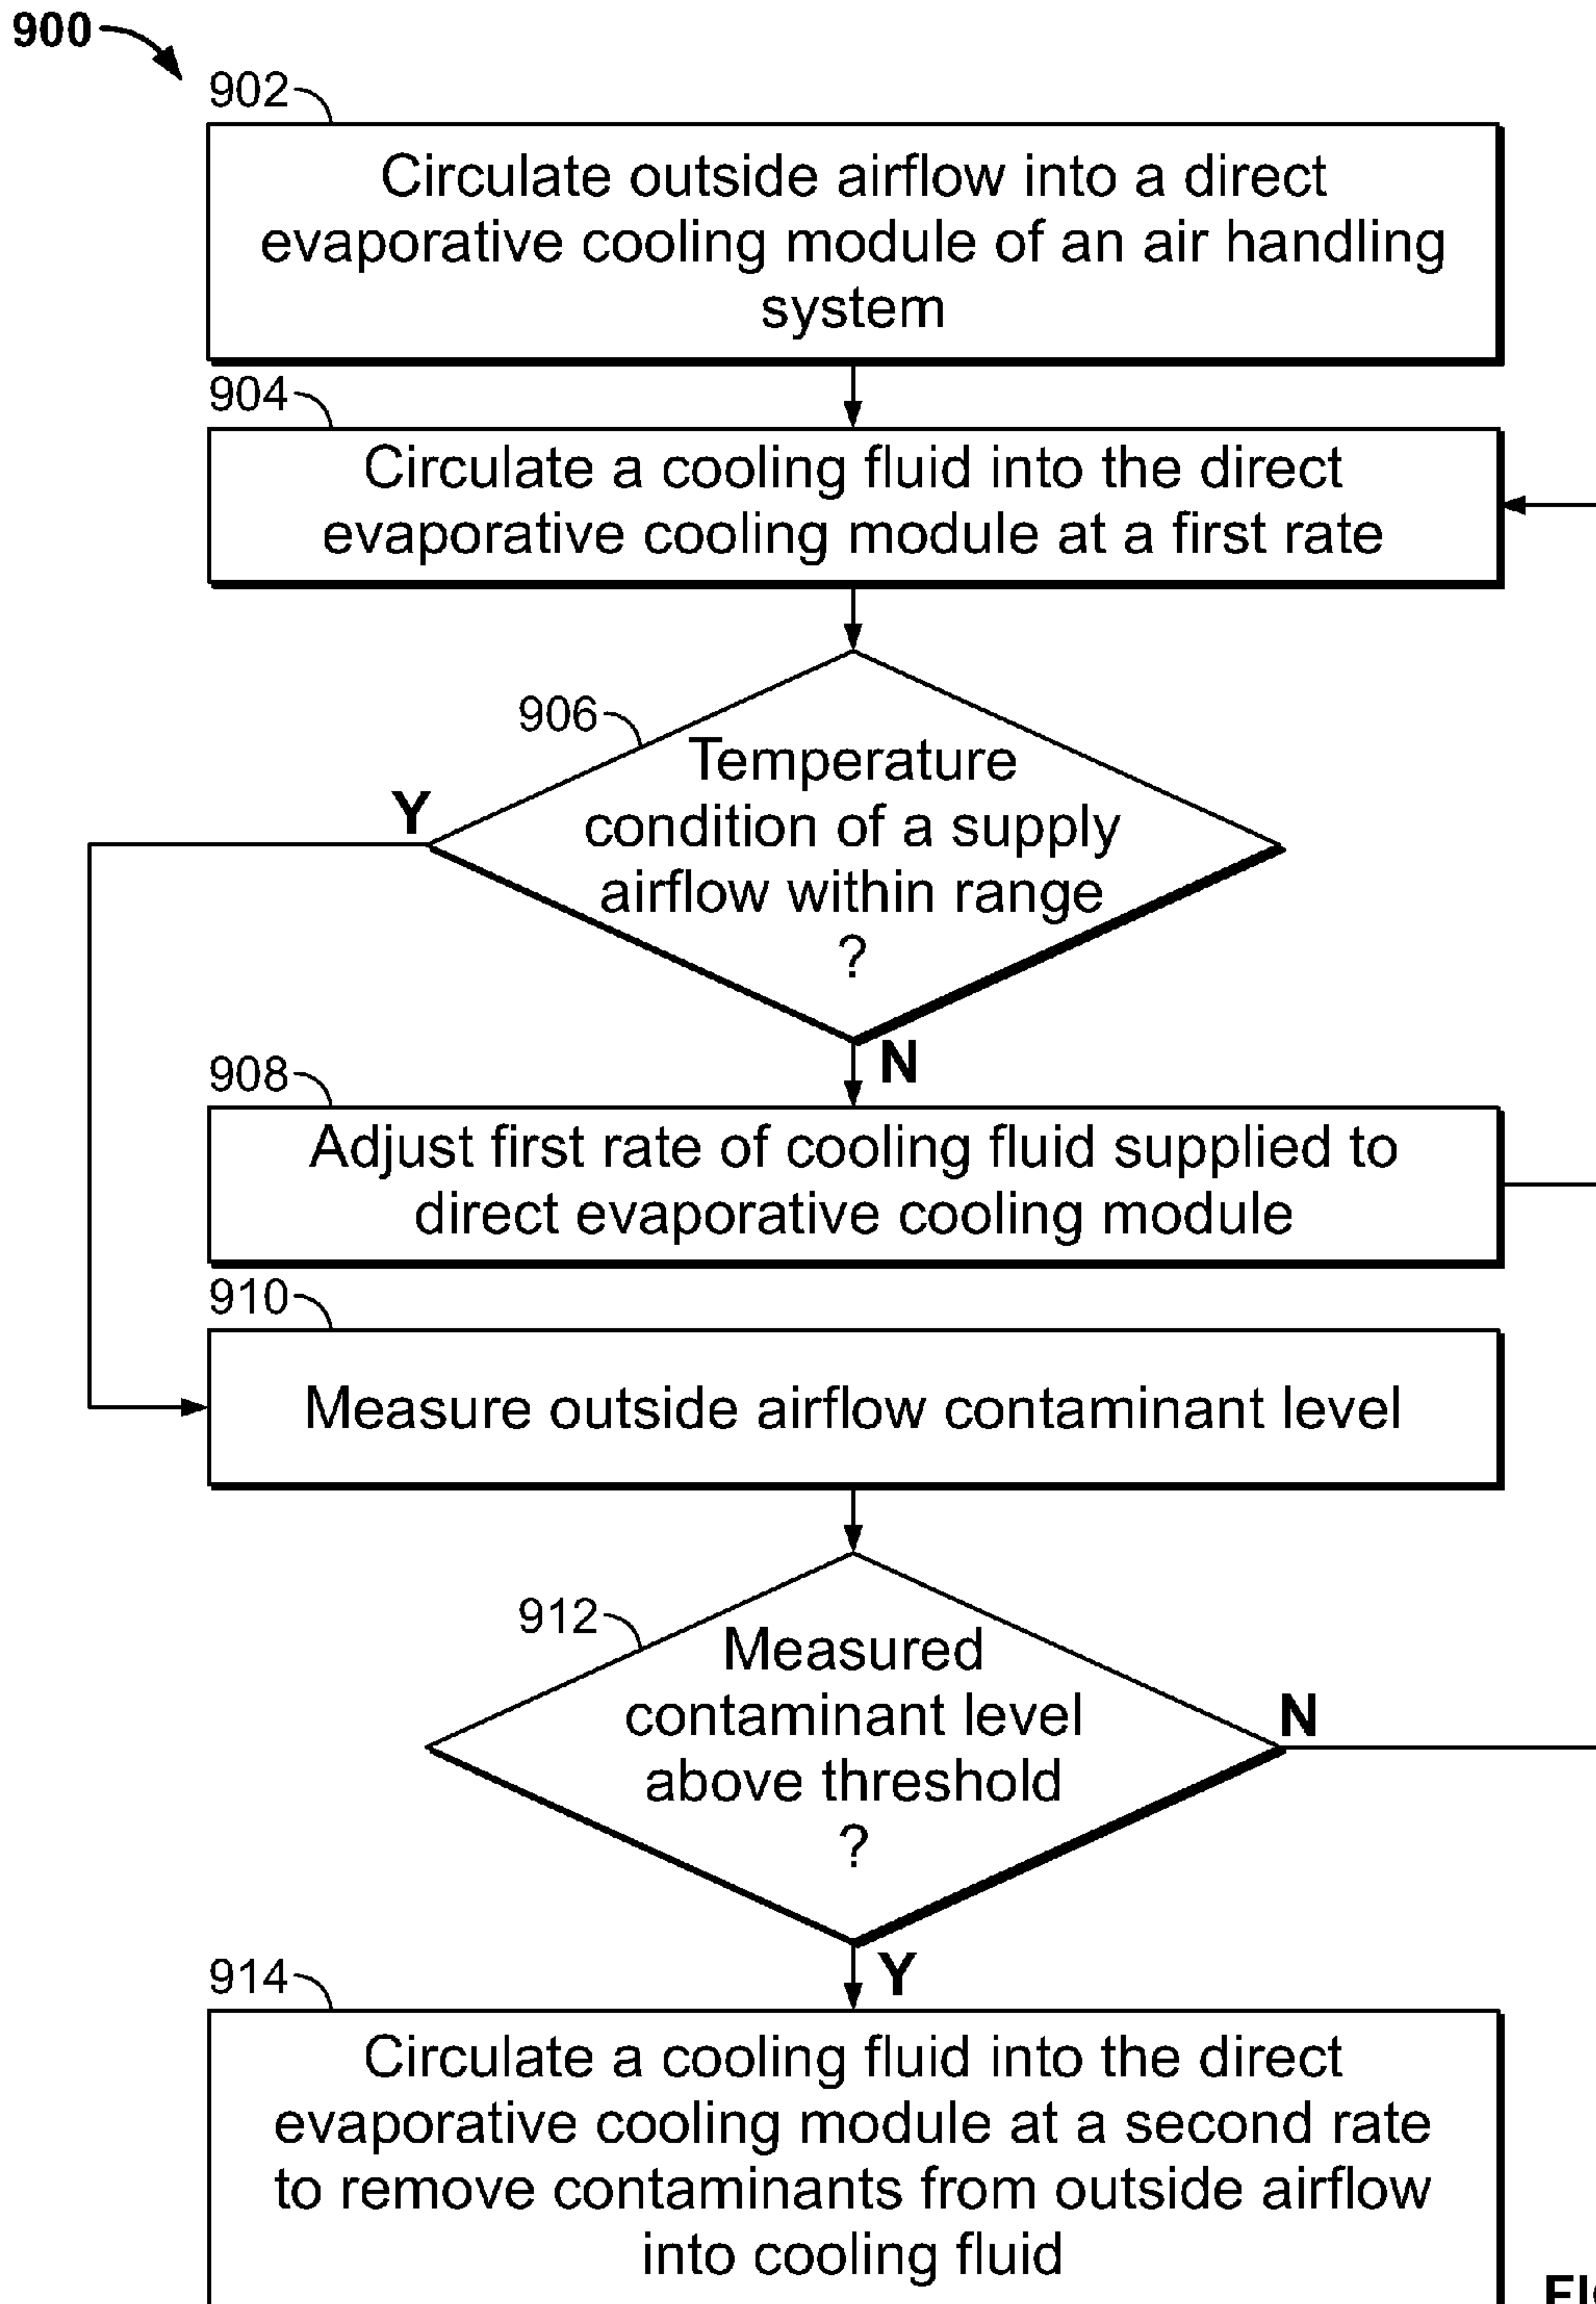 900
902
Circulate outside airflow into a direct
evaporative cooling module of an air handling
system
904
Circulate a cooling fluid into the direct
evaporative cooling module at a first rate
906
Temperature
condition of a supply
airflow within range
?
Y
N
908
Adjust first rate of cooling fluid supplied to
direct evaporative cooling module
910
Measure outside airflow contaminant level
912
Measured
contaminant level
above threshold
?
N
Y
914
Circulate a cooling fluid into the direct
evaporative cooling module at a second rate
to remove contaminants from outside airflow
into cooling fluid